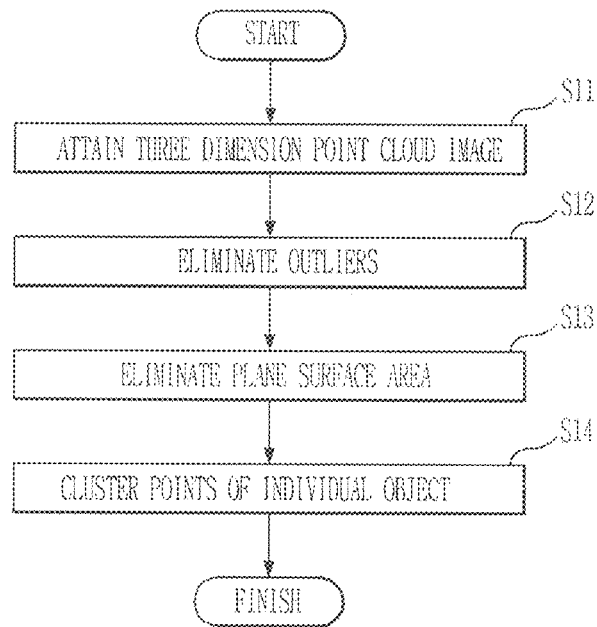 START
S11
ATTAIN THREE DIMENSION POINT CLOUD IMAGE
S12
ELIMINATE OUTLIERS
S13
ELIMINATE PLANE SURFACE AREA
S14
CLUSTER POINTS OF INDIVIDUAL OBJECT
FINISH